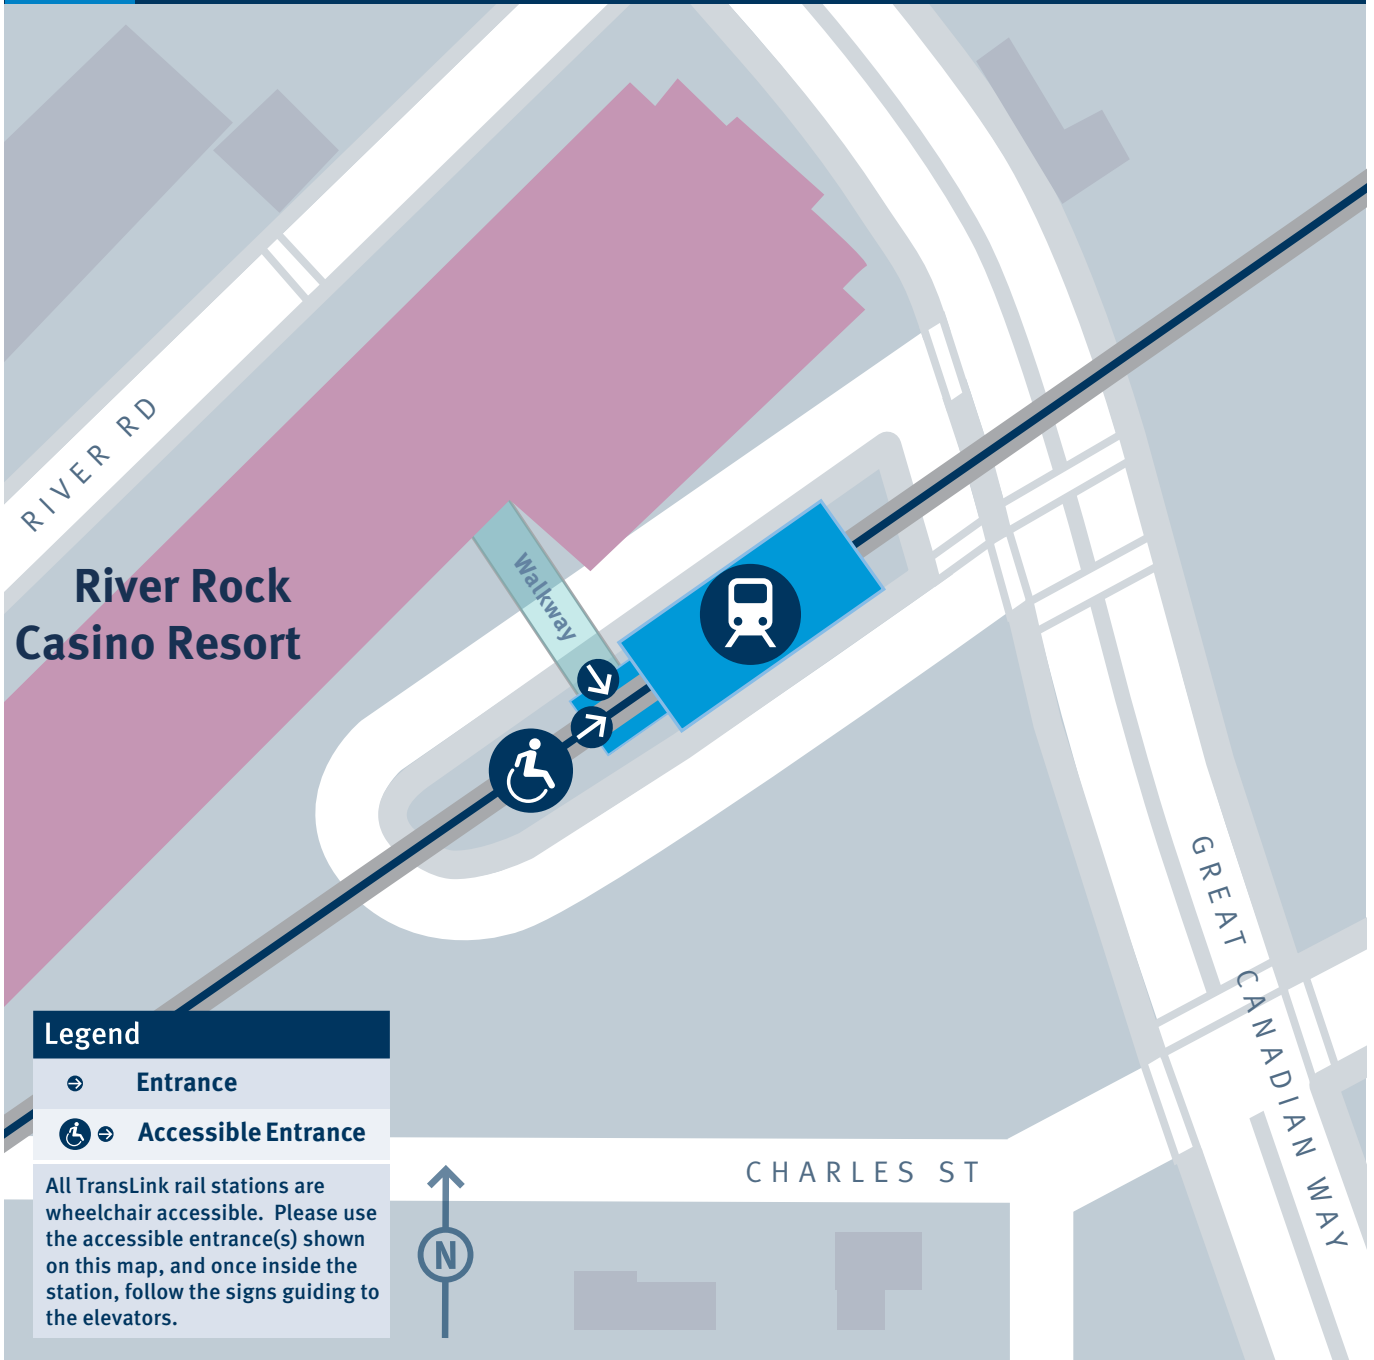 RIVER RD
River Rock
Casino Resort
Walkway
GREAT CANADIAN WAY
Legend
Entrance
Accessible Entrance
All TransLink rail stations are
wheelchair accessible.  Please use
the accessible entrance(s) shown
on this map, and once inside the
station, follow the signs guiding to
the elevators.
CHARLES ST
N